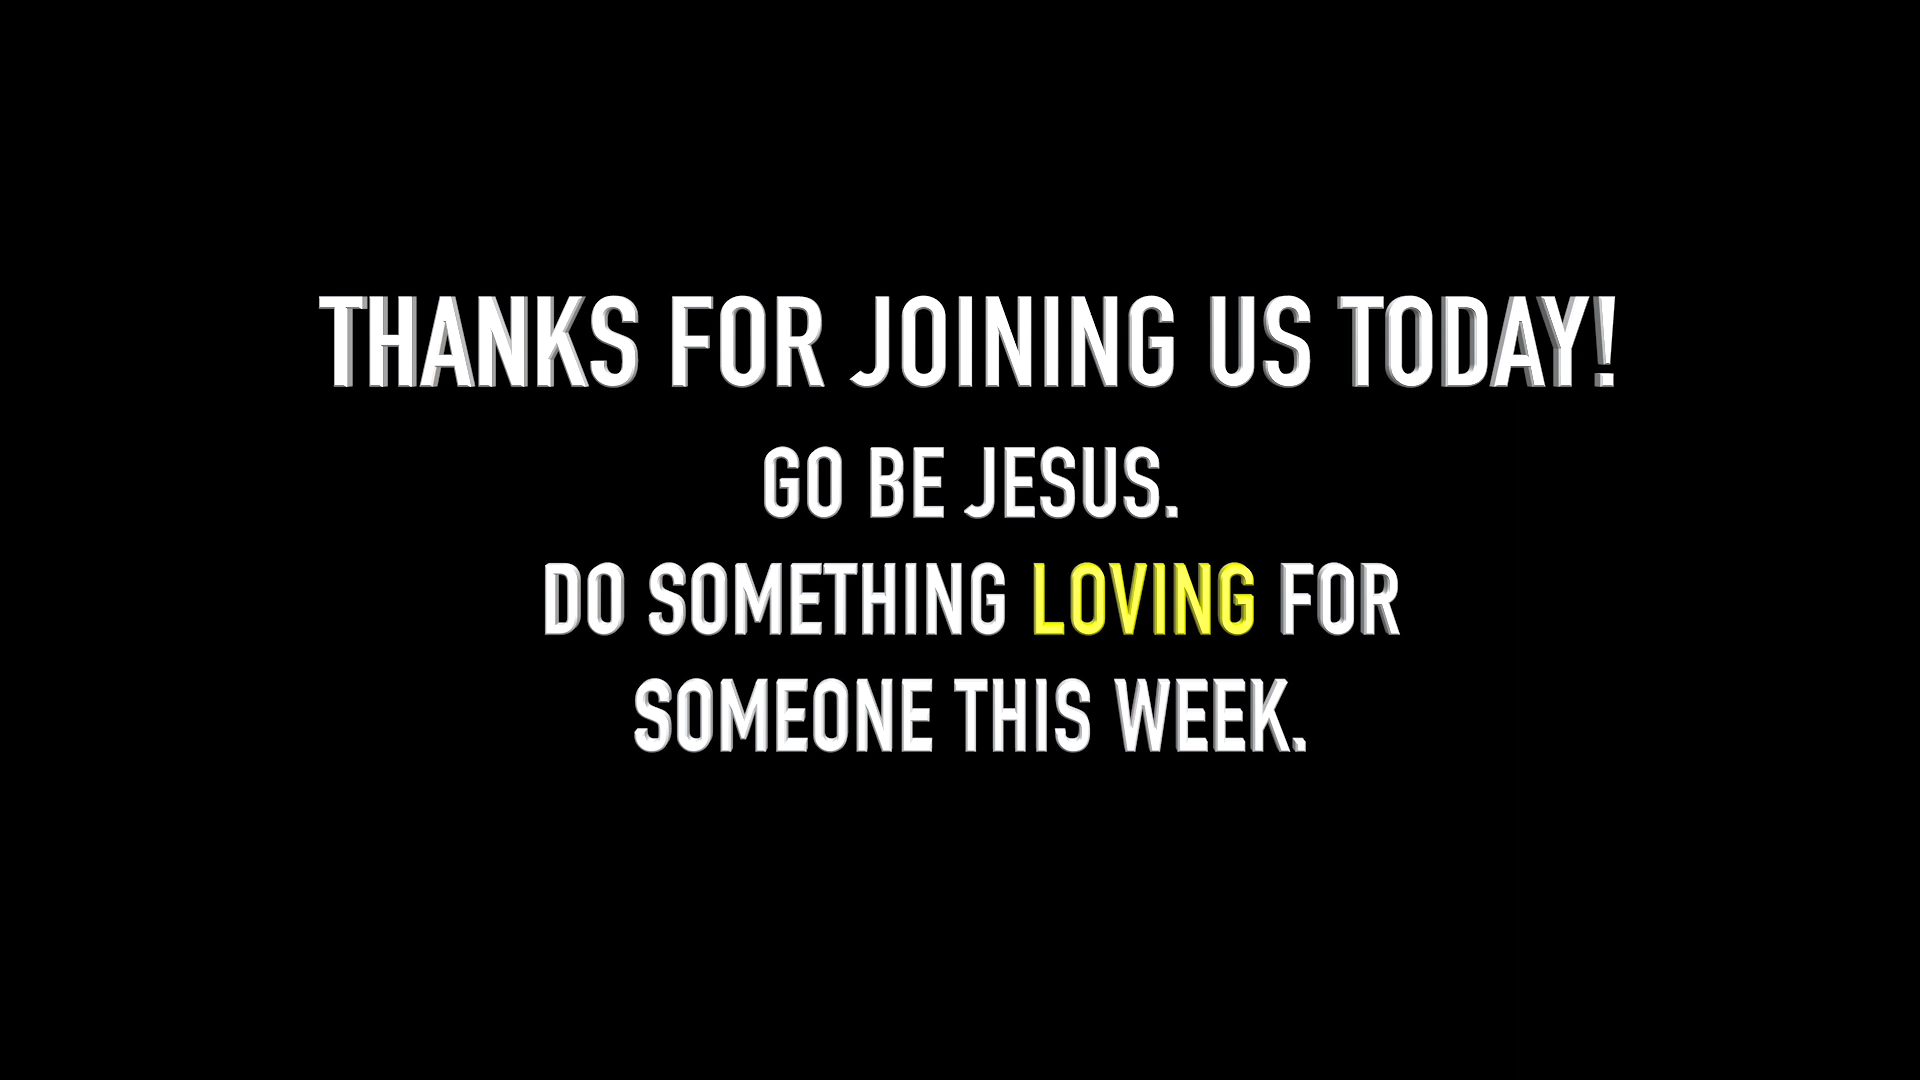 THANKS FOR JOINING US TODAY!
GO BE JESUS.
DO SOMETHING LOVING FOR
SOMEONE THIS WEEK.